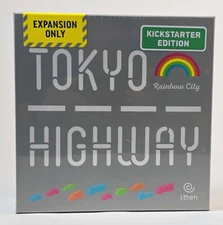 EXPANSION
ONLY
KICKSTARTER
EDITION
TOKYO
Rainbow City
HIGHWAY
itten